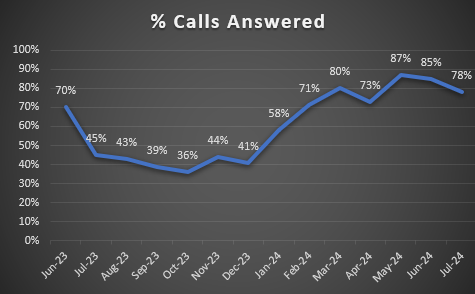 % Calls Answered
100%
90%
80%
70%
60%
50%
40%
30%
20%
10%
0%
70%
45%
43%
39%
36%
44%
41%
58%
71%
80%
73%
87%
85%
78%
Jun-23
Jul-23
Aug-23
Sep-23
Oct-23
Nov-23
Dec-23
Jan-24
Feb-24
Mar-24
Apr-24
May-24
Jun-24
Jul-24